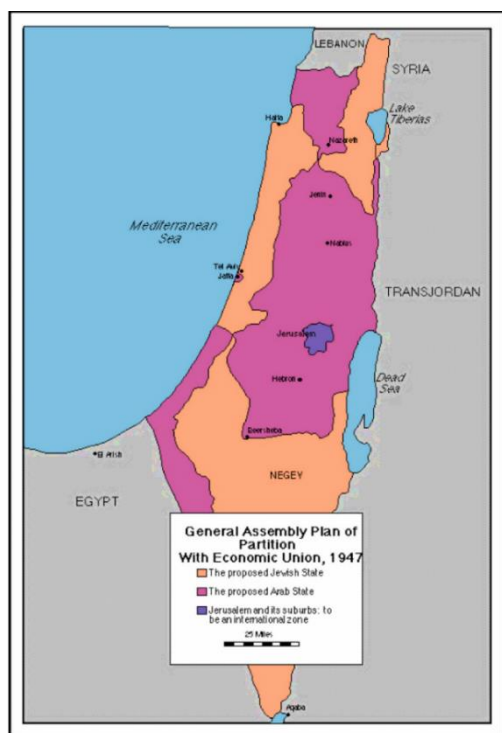 LEBANON
SYRIA
Lake
Tiberias
Haifa
Nazareth
Jenin
Mediterranean
Sea
Nablus
Tel Aviv
Jaffa
TRANSJORDAN
Jerusalem
Dead
Sea
Hebron
Beersheba
El Arish
NEGEV
EGYPT
General Assembly Plan of
Partition
With Economic Union, 1947
The proposed Jewish State
The proposed Arab State
Jerusalem and its suburbs: to
be an international zone
25 Miles
Aqaba